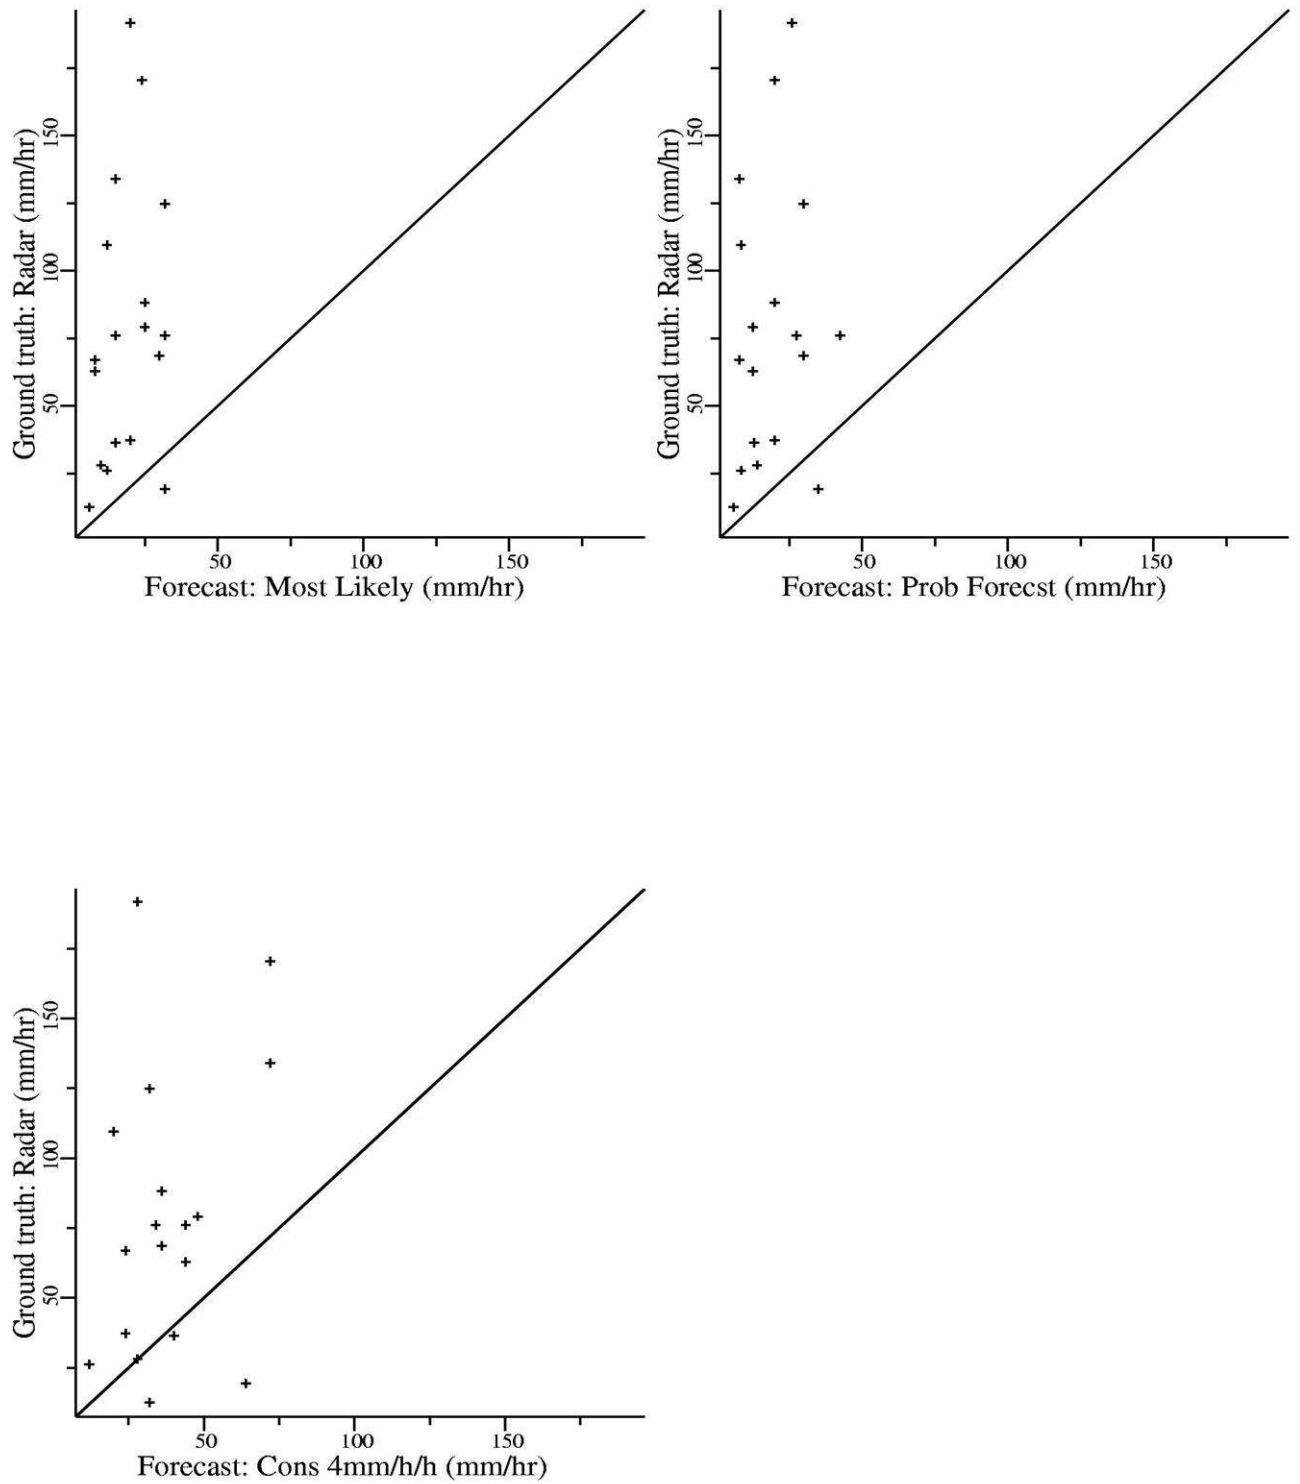 Ground truth: Radar (mm/hr)
150
100
50
50 100 150
Forecast: Most Likely (mm/hr)
Ground truth: Radar (mm/hr)
150
100
50
50 100 150
Forecast: Prob Forecst (mm/hr)
Ground truth: Radar (mm/hr)
150
100
50
50 100 150
Forecast: Cons 4mm/h/h (mm/hr)